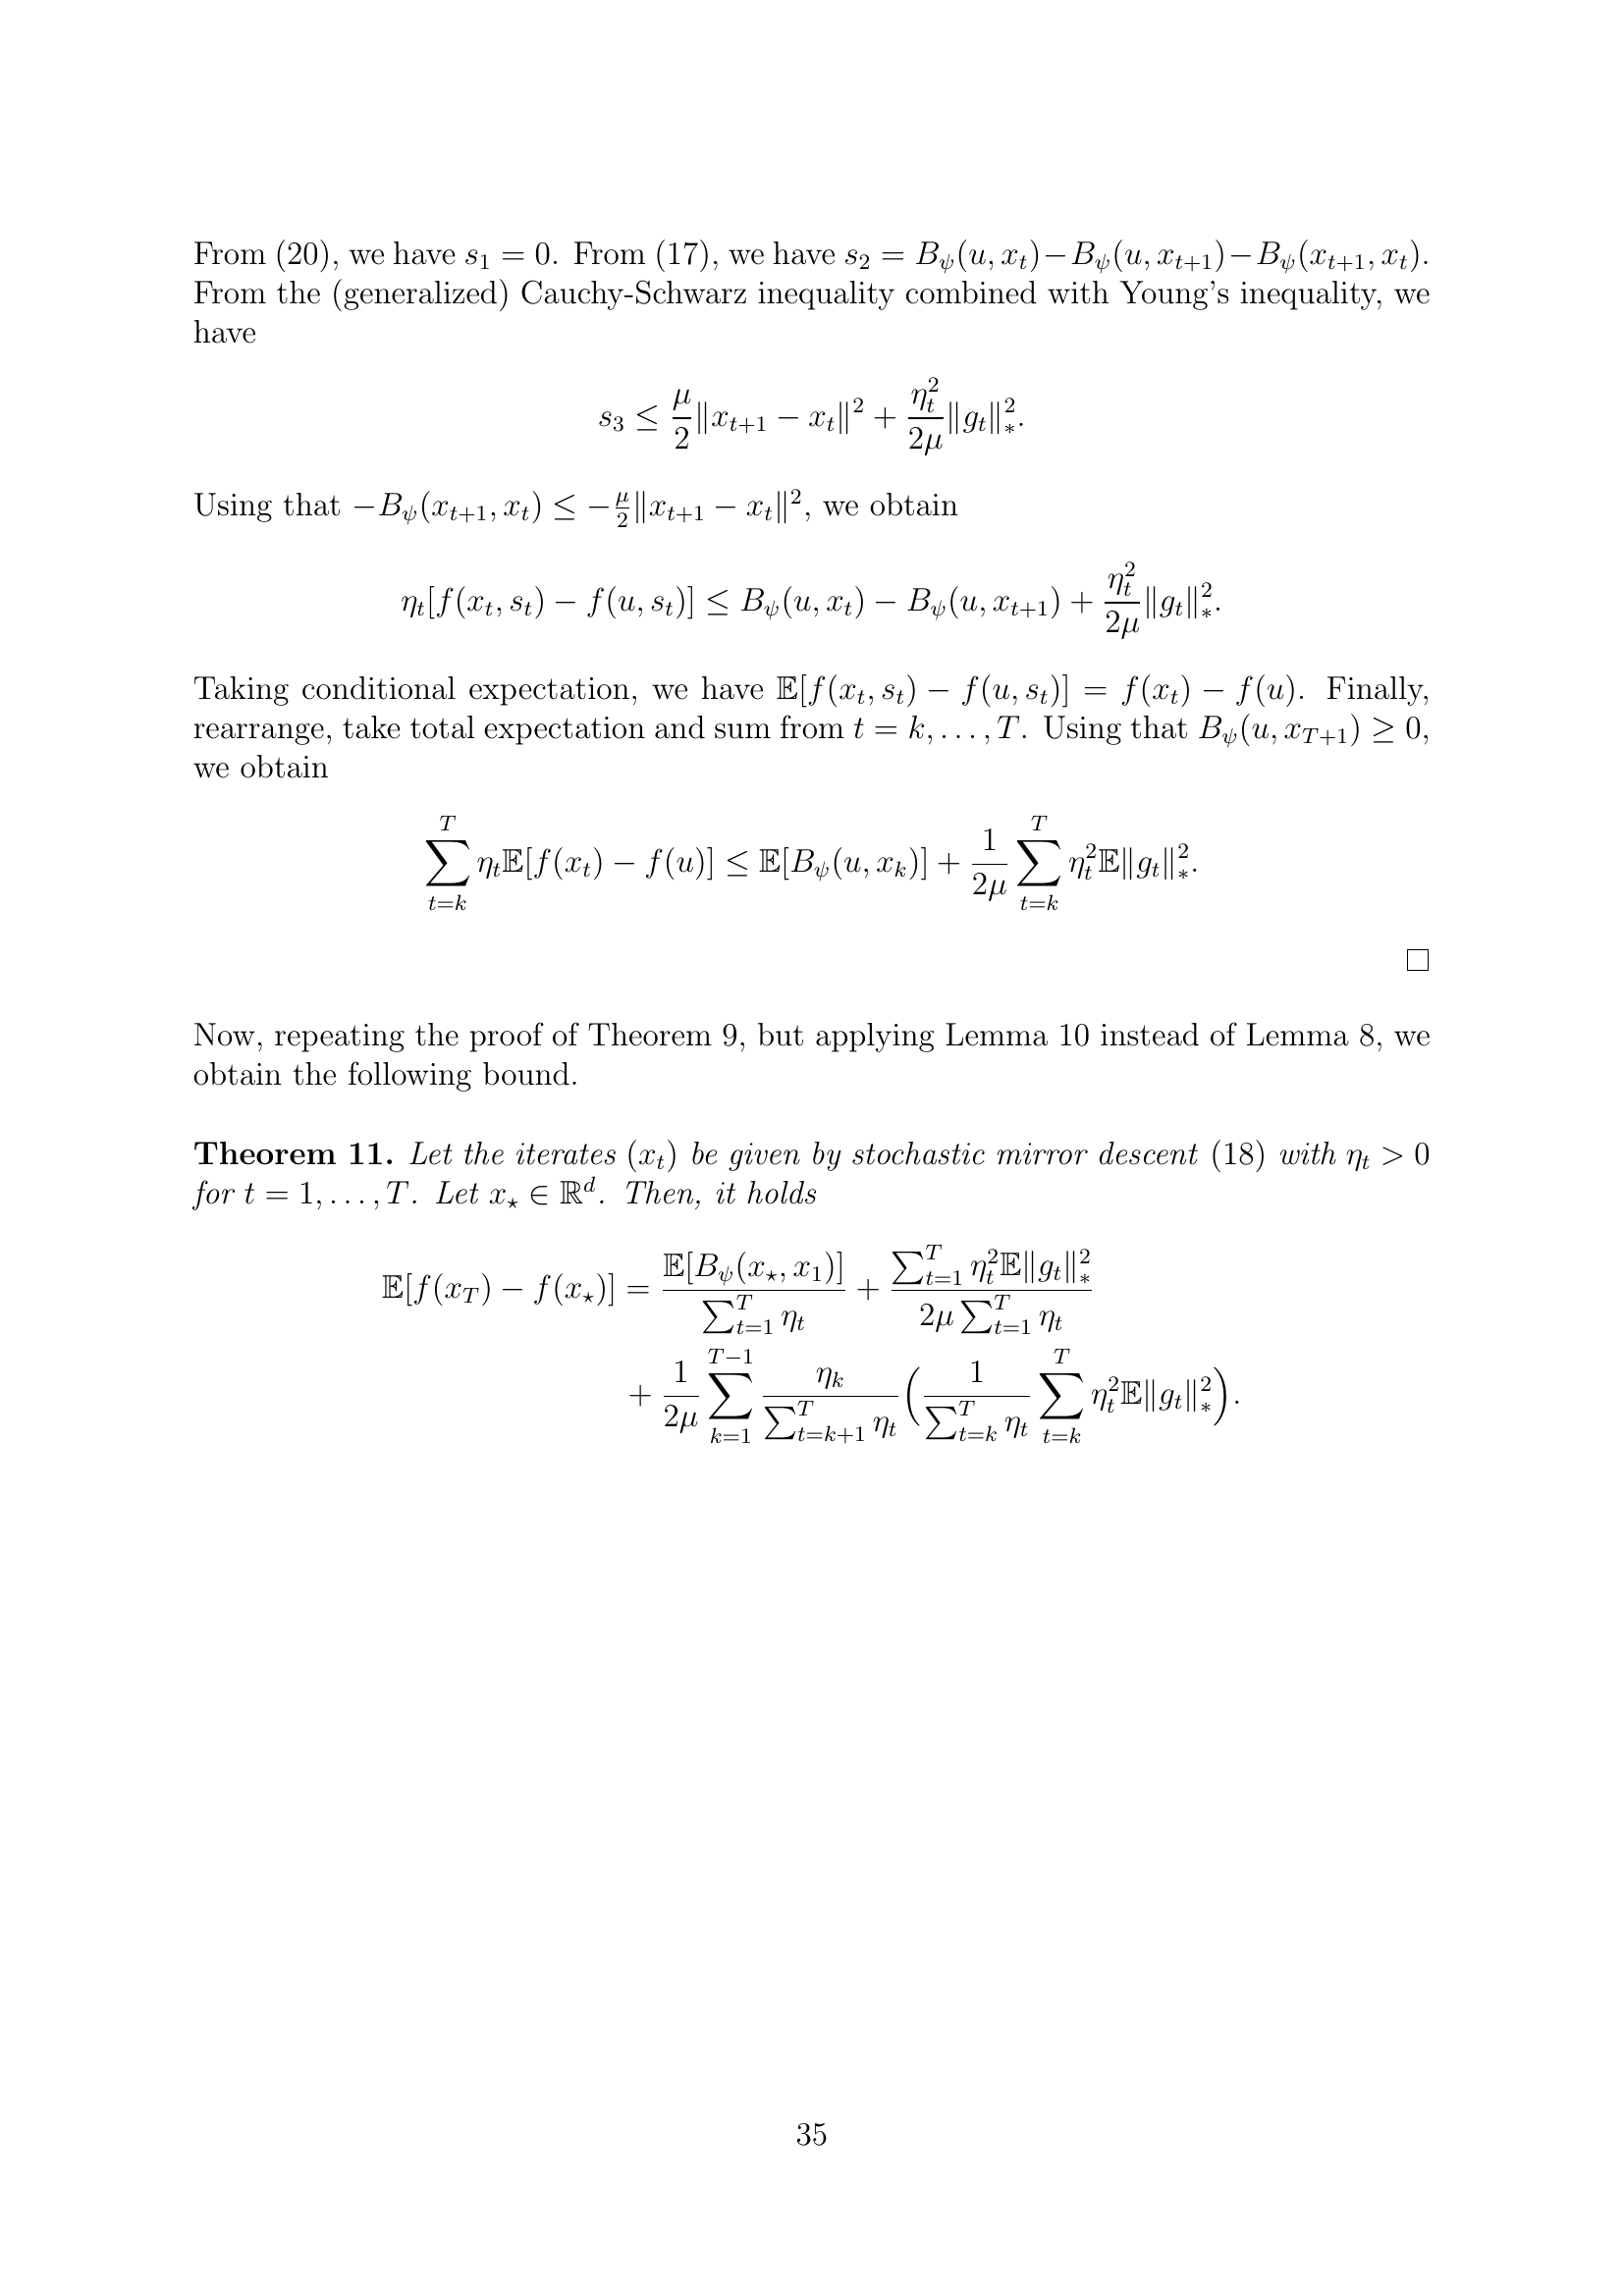 From (20), we have $s_1 = 0$. From (17), we have $s_2 = B_\psi(u, x_t) - B_\psi(u, x_{t+1}) - B_\psi(x_{t+1}, x_t)$.
From the (generalized) Cauchy-Schwarz inequality combined with Young's inequality, we
have
$$s_3 \leq \frac{\mu}{2}\|x_{t+1} - x_t\|^2 + \frac{\eta_t^2}{2\mu}\|g_t\|_*^2.$$
Using that $-B_\psi(x_{t+1}, x_t) \leq -\frac{\mu}{2}\|x_{t+1} - x_t\|^2$, we obtain
$$\eta_t[f(x_t, s_t) - f(u, s_t)] \leq B_\psi(u, x_t) - B_\psi(u, x_{t+1}) + \frac{\eta_t^2}{2\mu}\|g_t\|_*^2.$$
Taking conditional expectation, we have $\mathbb{E}[f(x_t, s_t) - f(u, s_t)] = f(x_t) - f(u)$. Finally,
rearrange, take total expectation and sum from $t = k, \ldots, T$. Using that $B_\psi(u, x_{T+1}) \geq 0$,
we obtain
$$\sum_{t=k}^{T} \eta_t \mathbb{E}[f(x_t) - f(u)] \leq \mathbb{E}[B_\psi(u, x_k)] + \frac{1}{2\mu} \sum_{t=k}^{T} \eta_t^2 \mathbb{E}\|g_t\|_*^2.$$
□
Now, repeating the proof of Theorem 9, but applying Lemma 10 instead of Lemma 8, we
obtain the following bound.
**Theorem 11.** *Let the iterates* $(x_t)$ *be given by stochastic mirror descent* (18) *with* $\eta_t > 0$
*for* $t = 1, \ldots, T$. *Let* $x_\star \in \mathbb{R}^d$. *Then, it holds*
$$\mathbb{E}[f(x_T) - f(x_\star)] = \frac{\mathbb{E}[B_\psi(x_\star, x_1)]}{\sum_{t=1}^{T} \eta_t} + \frac{\sum_{t=1}^{T} \eta_t^2 \mathbb{E}\|g_t\|_*^2}{2\mu \sum_{t=1}^{T} \eta_t}$$
$$+ \frac{1}{2\mu} \sum_{k=1}^{T-1} \frac{\eta_k}{\sum_{t=k+1}^{T} \eta_t} \Big( \frac{1}{\sum_{t=k}^{T} \eta_t} \sum_{t=k}^{T} \eta_t^2 \mathbb{E}\|g_t\|_*^2 \Big).$$
35